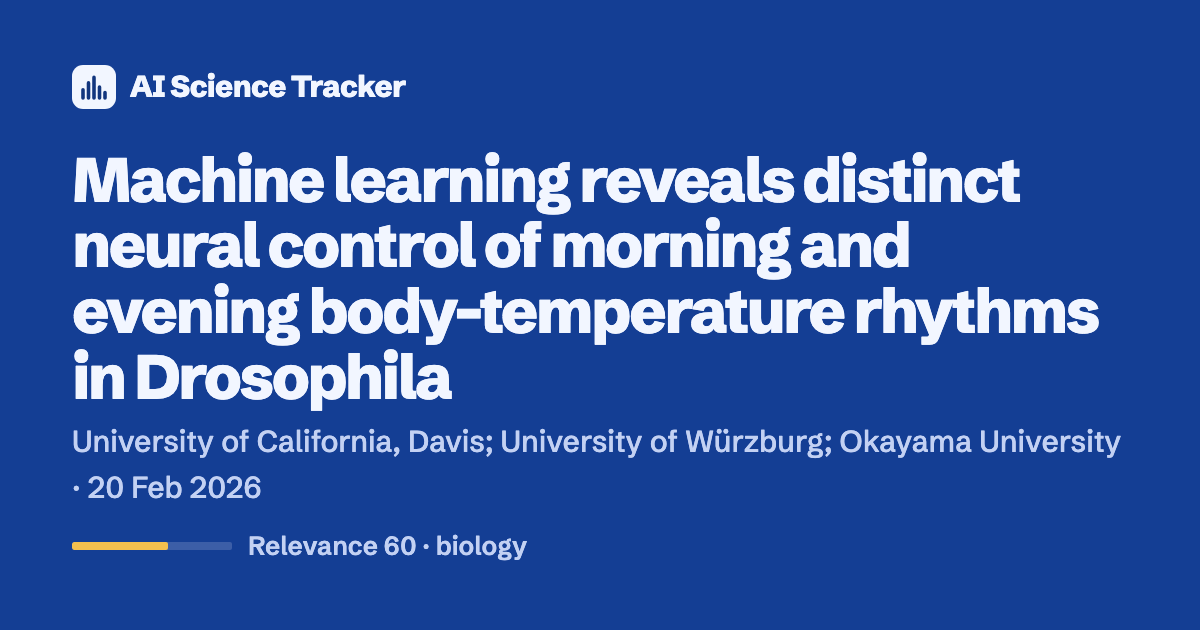 AI Science Tracker
Machine learning reveals distinct
neural control of morning and
evening body-temperature rhythms
in Drosophila
University of California, Davis; University of Würzburg; Okayama University
· 20 Feb 2026
Relevance 60 · biology